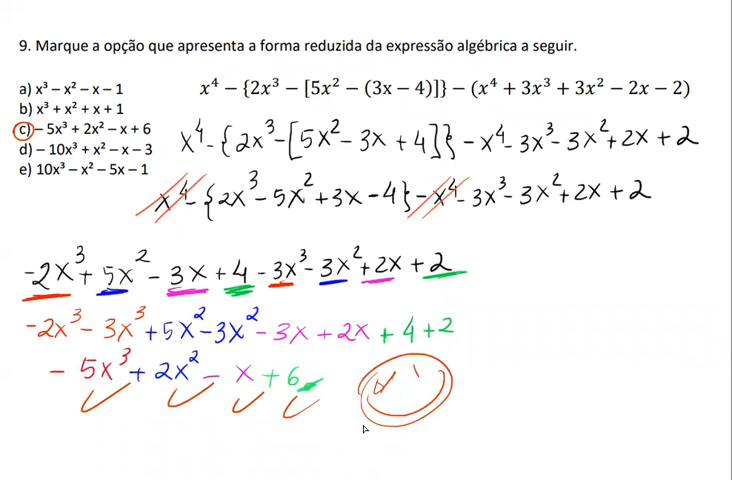 9. Marque a opção que apresenta a forma reduzida da expressão algébrica a seguir.
a) x³ – x² – x – 1
x⁴ − {2x³ − [5x² − (3x − 4)]} − (x⁴ + 3x³ + 3x² − 2x − 2)
b) x³ + x² + x + 1
c) – 5x³ + 2x² – x + 6
x⁴ - {2x³ - [5x² - 3x + 4]} - x⁴ - 3x³ - 3x² + 2x + 2
d) – 10x³ + x² – x – 3
e) 10x³ – x² – 5x – 1
x⁴ - {2x³ - 5x² + 3x - 4} - x⁴ - 3x³ - 3x² + 2x + 2
-2x³ + 5x² - 3x + 4 - 3x³ - 3x² + 2x + 2
-2x³ - 3x³ + 5x² - 3x² - 3x + 2x + 4 + 2
- 5x³ + 2x² - x + 6